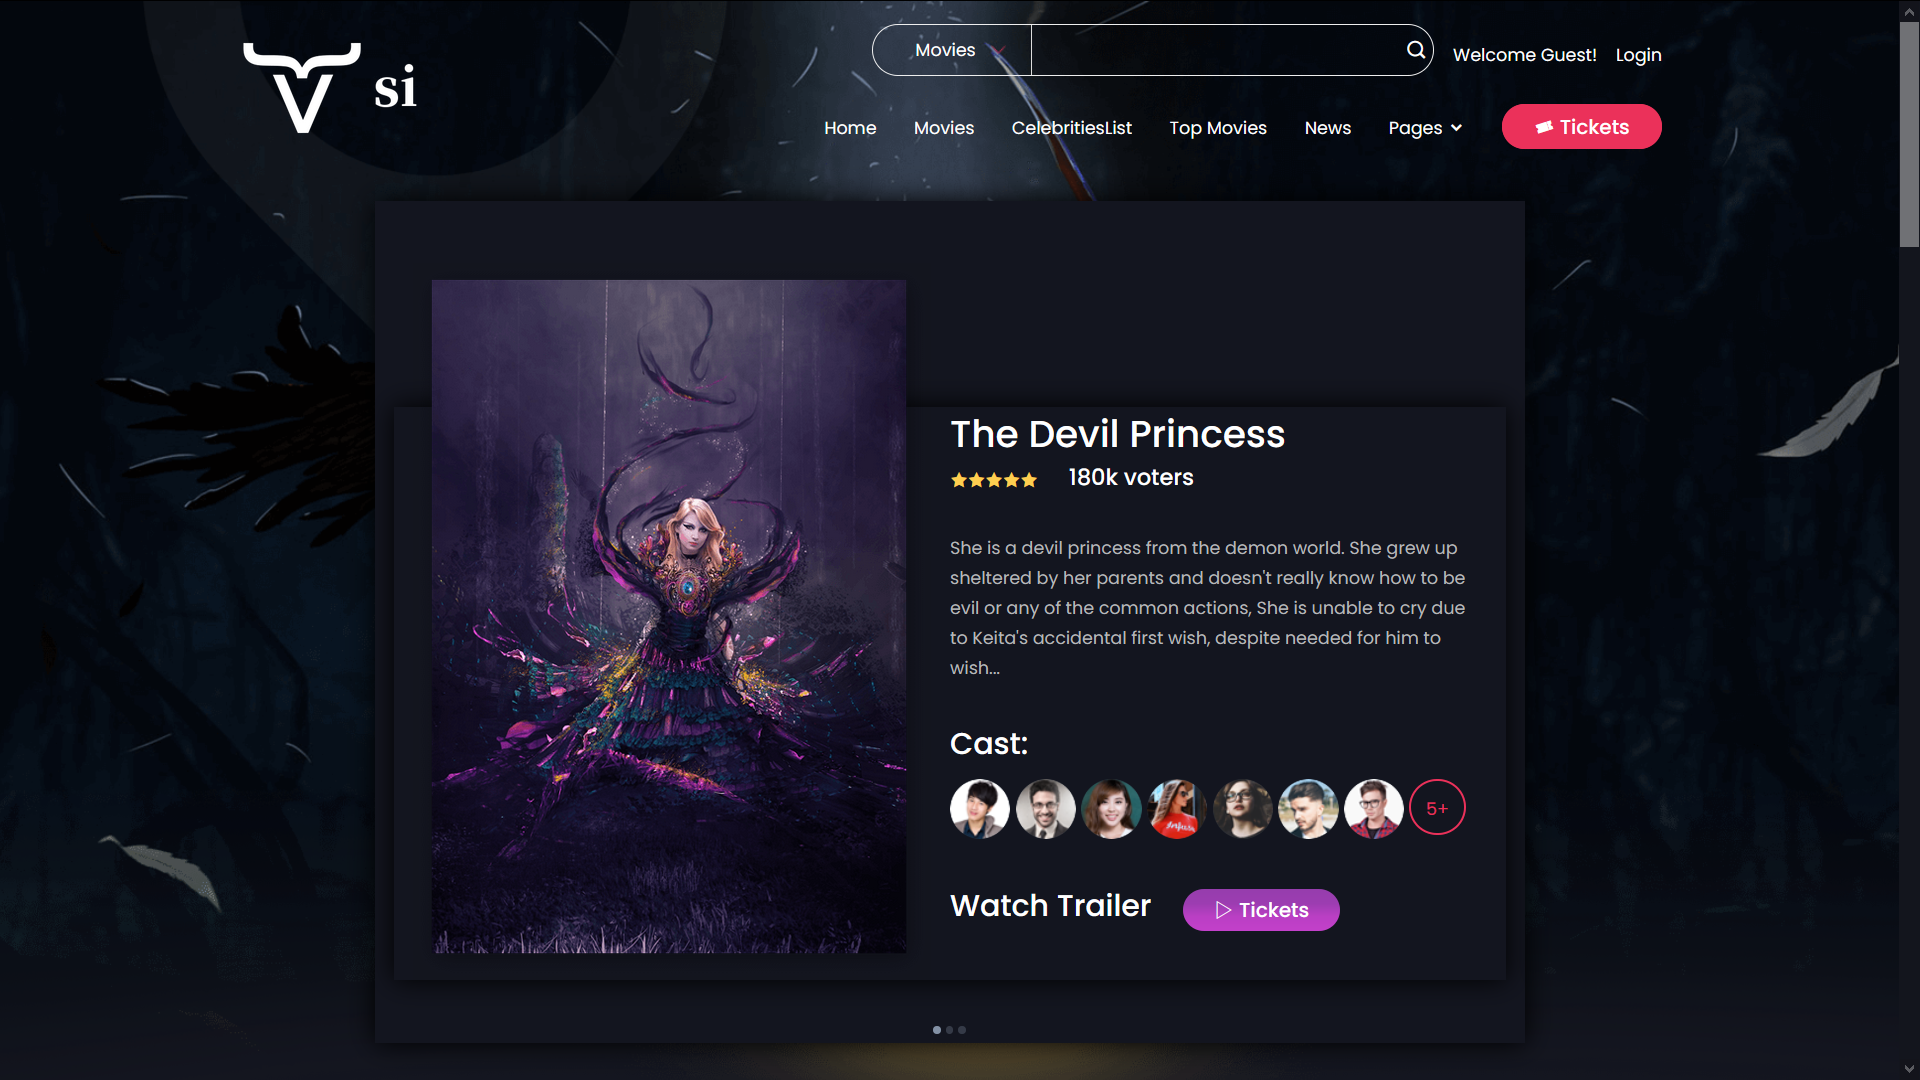 si
Movies
Welcome Guest!
Login
Home
Movies
CelebritiesList
Top Movies
News
Pages
Tickets
The Devil Princess
180k voters
She is a devil princess from the demon world. She grew up
sheltered by her parents and doesn't really know how to be
evil or any of the common actions, She is unable to cry due
to Keita's accidental first wish, despite needed for him to
wish...
Cast:
5+
Watch Trailer
Tickets